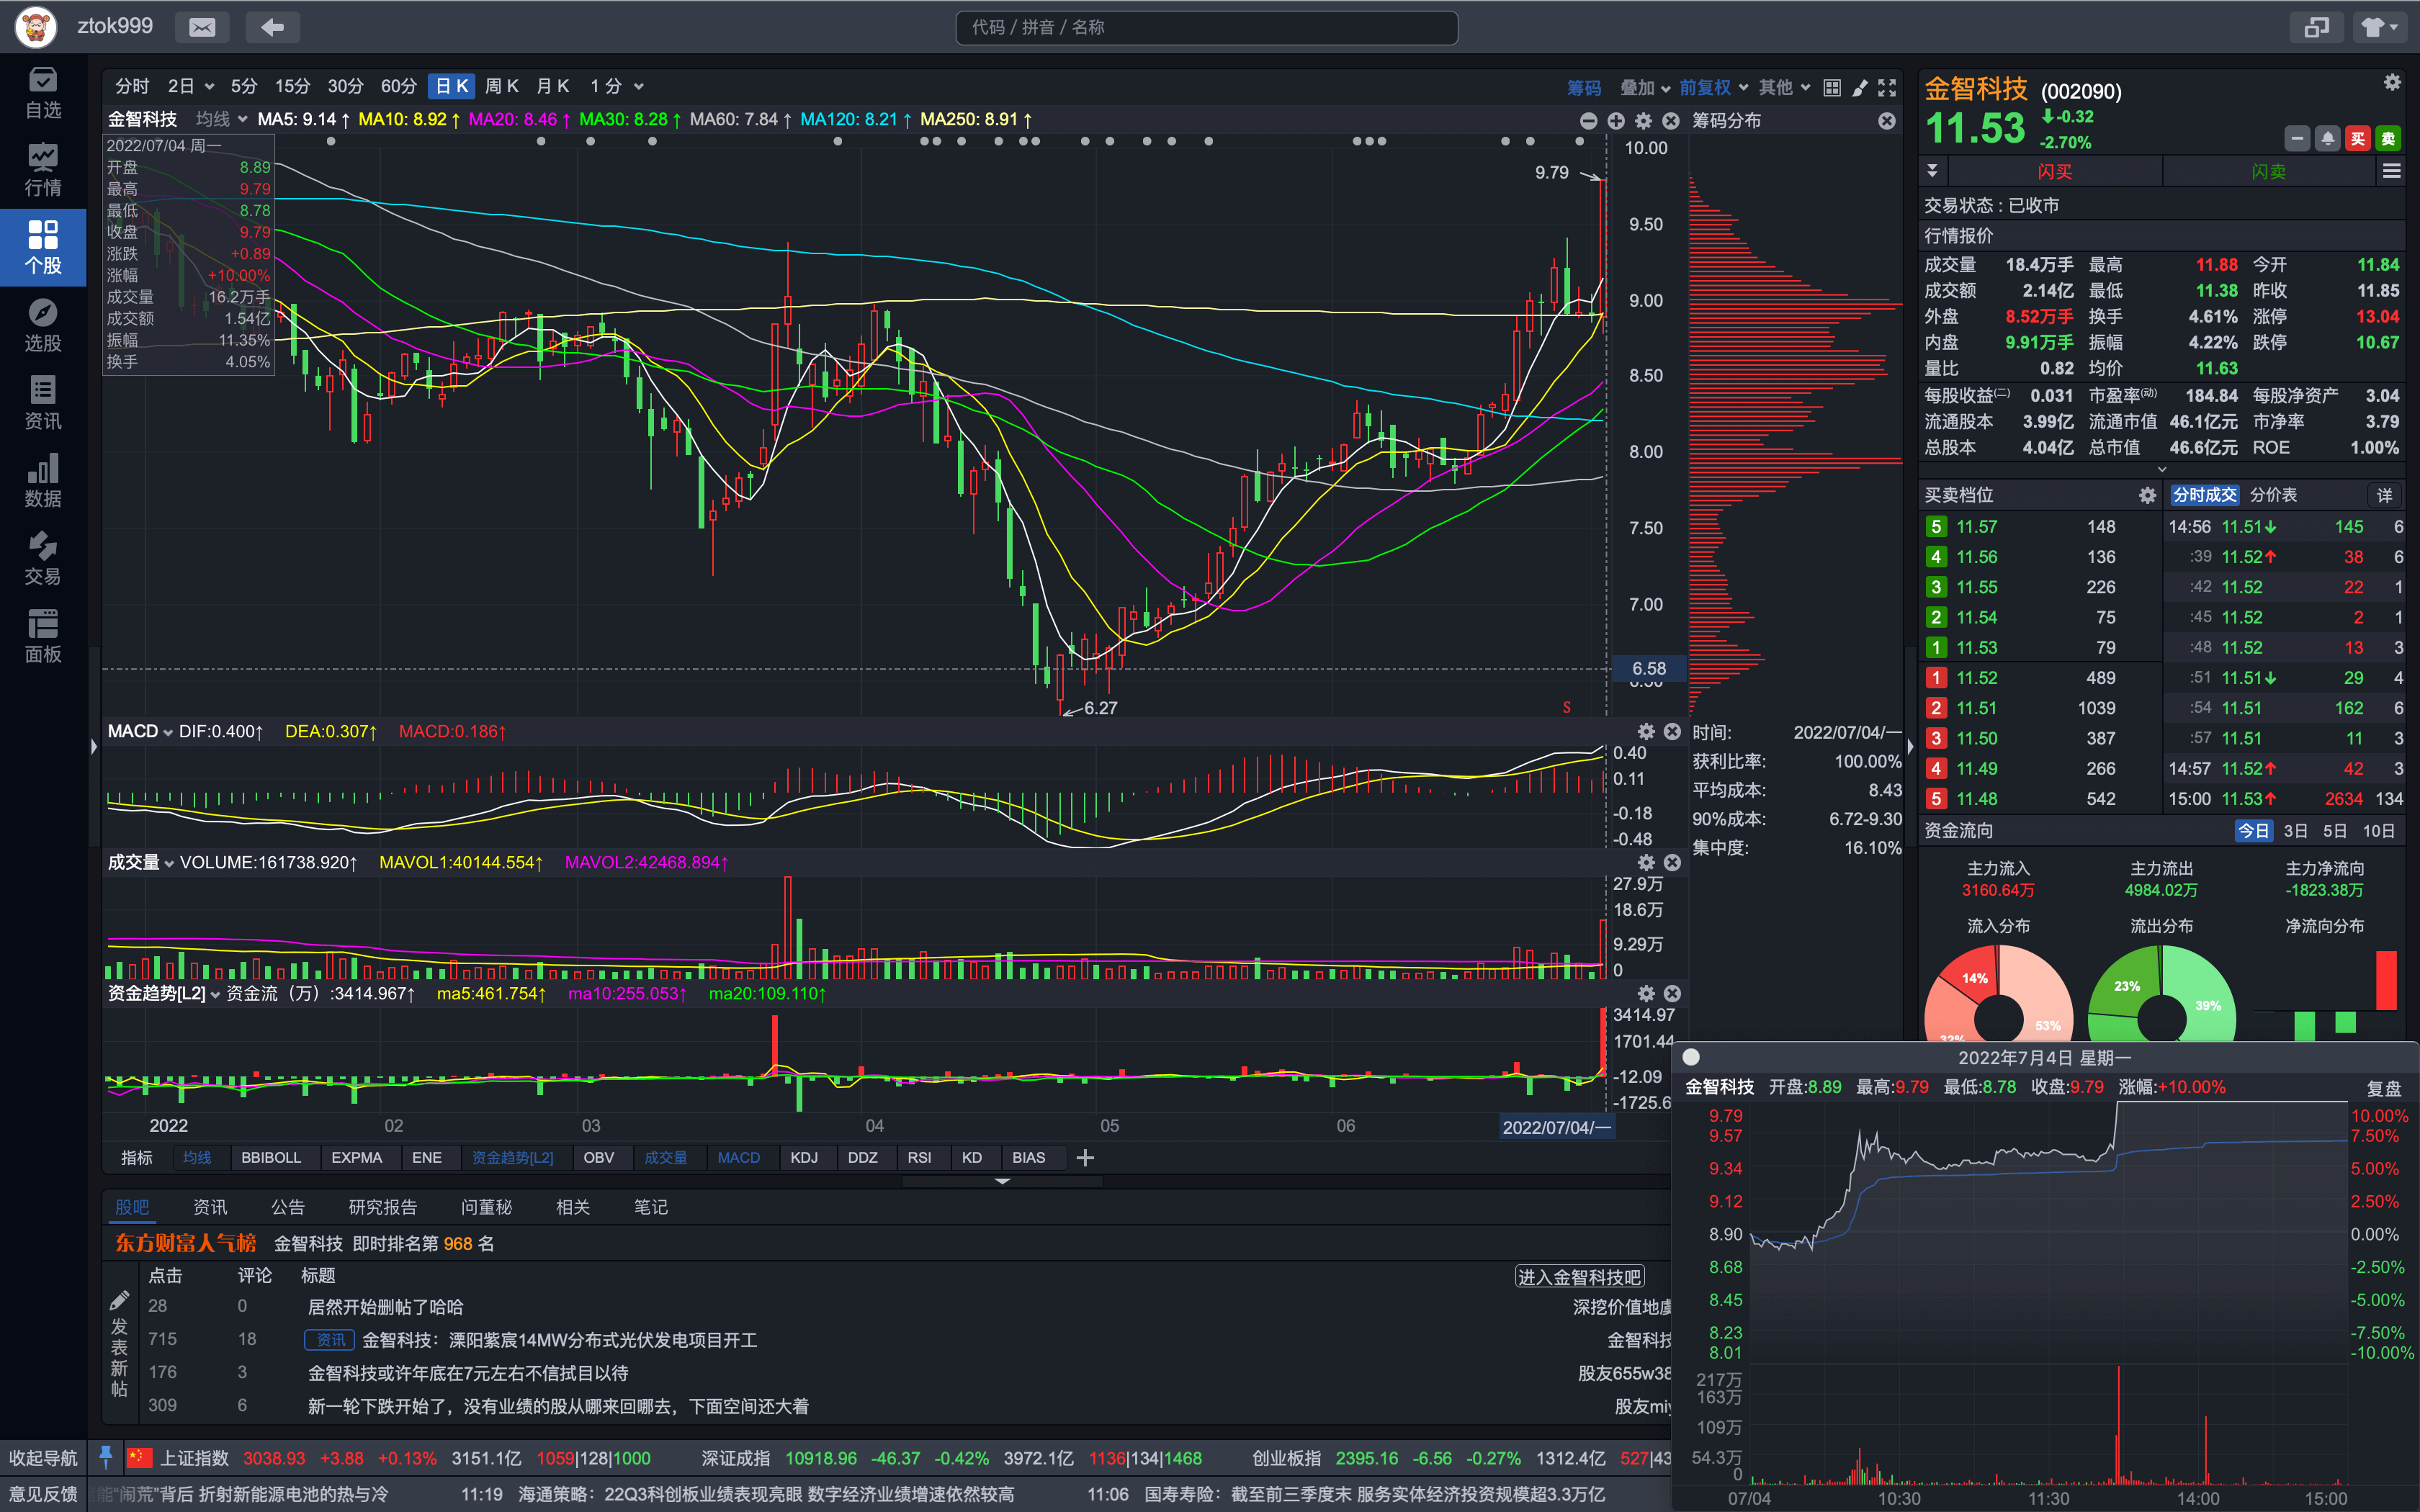 ztok999
代码 / 拼音 / 名称
自选
行情
个股
选股
资讯
数据
交易
面板
分时 2日 5分 15分 30分 60分 日K 周K 月K 1分
筹码 叠加 前复权 其他
金智科技 均线 MA5: 9.14↑ MA10: 8.92↑ MA20: 8.46↑ MA30: 8.28↑ MA60: 7.84↑ MA120: 8.21↑ MA250: 8.91↑
筹码分布
2022/07/04 周一
开盘 8.89
最高 9.79
最低 8.78
收盘 9.79
涨跌 +0.89
涨幅 +10.00%
成交量 16.2万手
成交额 1.54亿
振幅 11.35%
换手 4.05%
9.79
6.27
S
10.00
9.50
9.00
8.50
8.00
7.50
7.00
6.58
MACD DIF:0.400↑ DEA:0.307↑ MACD:0.186↑
0.40
0.11
-0.18
-0.48
成交量 VOLUME:161738.920↑ MAVOL1:40144.554↑ MAVOL2:42468.894↑
27.9万
18.6万
9.29万
0
资金趋势[L2] 资金流（万）:3414.967↑ ma5:461.754↑ ma10:255.053↑ ma20:109.110↑
3414.97
1701.44
-12.09
-1725.6
2022 02 03 04 05 06 2022/07/04/一
指标 均线 BBIBOLL EXPMA ENE 资金趋势[L2] OBV 成交量 MACD KDJ DDZ RSI KD BIAS
时间: 2022/07/04/一
获利比率: 100.00%
平均成本: 8.43
90%成本: 6.72-9.30
集中度: 16.10%
金智科技 (002090)
11.53 -0.32
-2.70%
买 卖
闪买 闪卖
交易状态 : 已收市
行情报价
成交量 18.4万手 最高 11.88 今开 11.84
成交额 2.14亿 最低 11.38 昨收 11.85
外盘 8.52万手 换手 4.61% 涨停 13.04
内盘 9.91万手 振幅 4.22% 跌停 10.67
量比 0.82 均价 11.63
每股收益(二) 0.031 市盈率(动) 184.84 每股净资产 3.04
流通股本 3.99亿 流通市值 46.1亿元 市净率 3.79
总股本 4.04亿 总市值 46.6亿元 ROE 1.00%
买卖档位 分时成交 分价表 详
5 11.57 148 14:56 11.51↓ 145 6
4 11.56 136 :39 11.52↑ 38 6
3 11.55 226 :42 11.52 22 1
2 11.54 75 :45 11.52 2 1
1 11.53 79 :48 11.52 13 3
1 11.52 489 :51 11.51↓ 29 4
2 11.51 1039 :54 11.51 162 6
3 11.50 387 :57 11.51 11 3
4 11.49 266 14:57 11.52↑ 42 3
5 11.48 542 15:00 11.53↑ 2634 134
资金流向 今日 3日 5日 10日
主力流入 主力流出 主力净流向
3160.64万 4984.02万 -1823.38万
流入分布 流出分布 净流向分布
14% 53% 23% 39%
2022年7月4日 星期一
金智科技 开盘:8.89 最高:9.79 最低:8.78 收盘:9.79 涨幅:+10.00% 复盘
9.79 10.00%
9.57 7.50%
9.34 5.00%
9.12 2.50%
8.90 0.00%
8.68 -2.50%
8.45 -5.00%
8.23 -7.50%
8.01 -10.00%
217万
163万
109万
54.3万
0
07/04 10:30 11:30 14:00 15:00
股吧 资讯 公告 研究报告 问董秘 相关 笔记
东方财富人气榜 金智科技 即时排名第 968 名
点击 评论 标题 进入金智科技吧
发表新帖
28 0 居然开始删帖了哈哈 深挖价值地
715 18 资讯 金智科技：溧阳紫宸14MW分布式光伏发电项目开工 金智科技
176 3 金智科技或许年底在7元左右不信拭目以待 股友655w38
309 6 新一轮下跌开始了，没有业绩的股从哪来回哪去，下面空间还大着 股友miy
收起导航 上证指数 3038.93 +3.88 +0.13% 3151.1亿 1059|128|1000 深证成指 10918.96 -46.37 -0.42% 3972.1亿 1136|134|1468 创业板指 2395.16 -6.56 -0.27% 1312.4亿 527|43
意见反馈 能“闹荒”背后 折射新能源电池的热与冷 11:19 海通策略：22Q3科创板业绩表现亮眼 数字经济业绩增速依然较高 11:06 国寿寿险：截至前三季度末 服务实体经济投资规模超3.3万亿